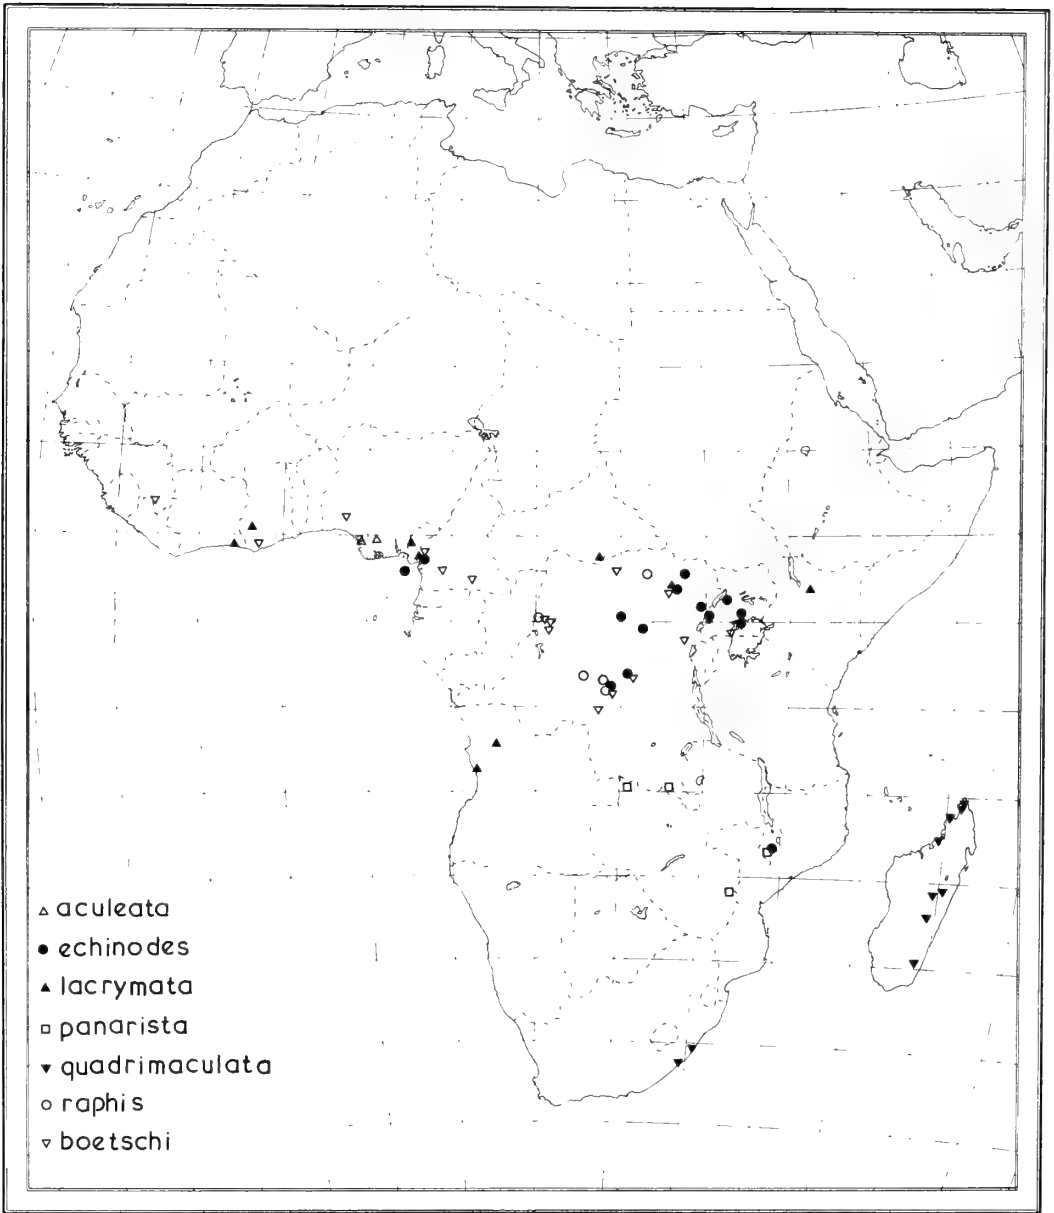 aculeata
echinodes
lacrymata
panarista
quadrimaculata
raphis
boetschi